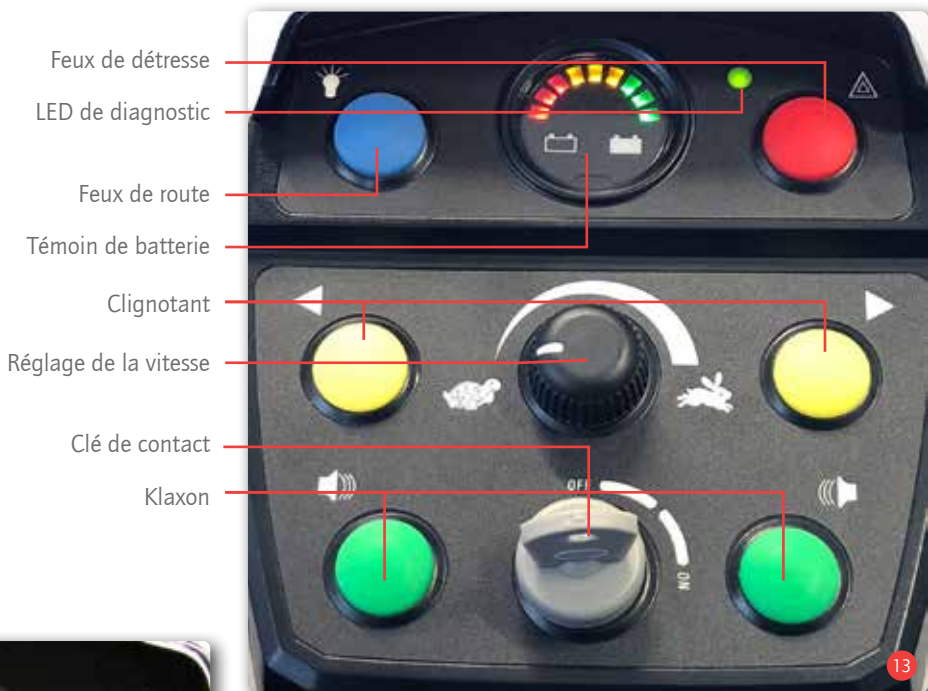 Feux de détresse
LED de diagnostic
Feux de route
Témoin de batterie
Clignotant
Réglage de la vitesse
Clé de contact
Klaxon
OFF
ON
13